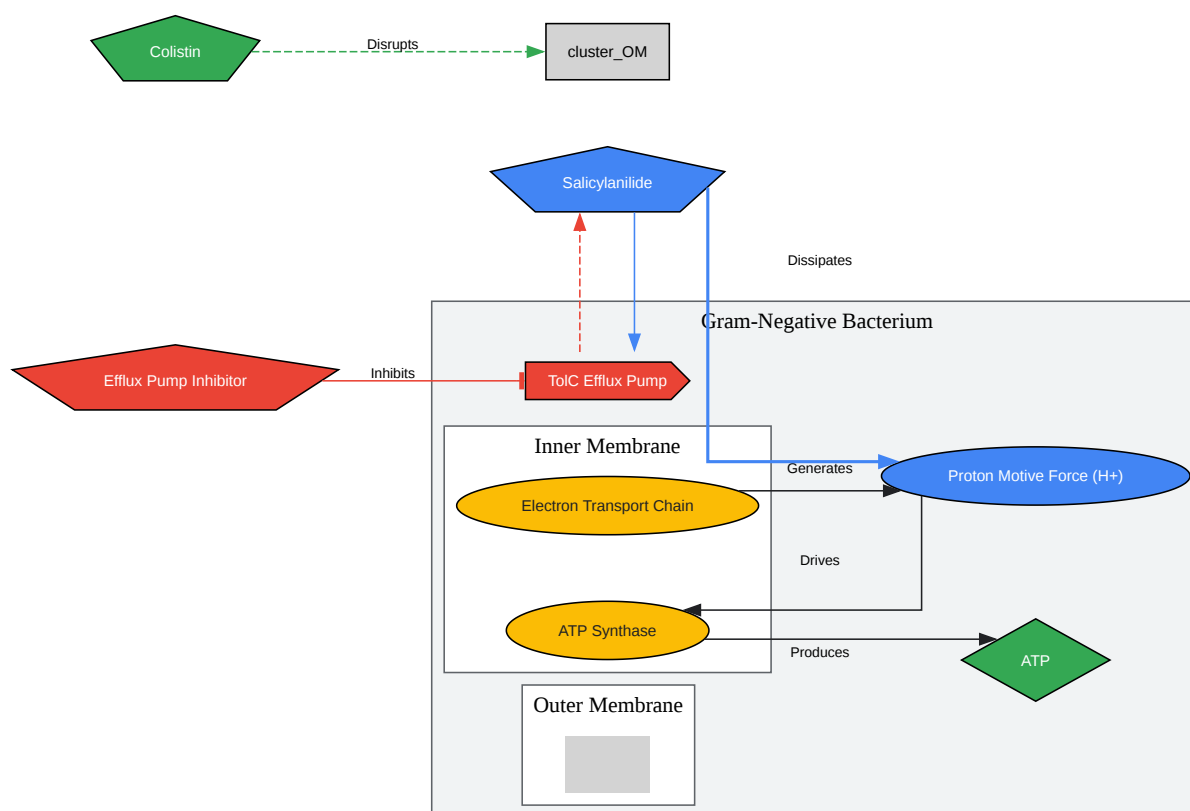 Colistin
Disrupts
cluster_OM
Salicylanilide
Dissipates
Gram-Negative Bacterium
Efflux Pump Inhibitor
Inhibits
TolC Efflux Pump
Inner Membrane
Generates
Proton Motive Force (H+)
Electron Transport Chain
Drives
ATP Synthase
Produces
ATP
Outer Membrane